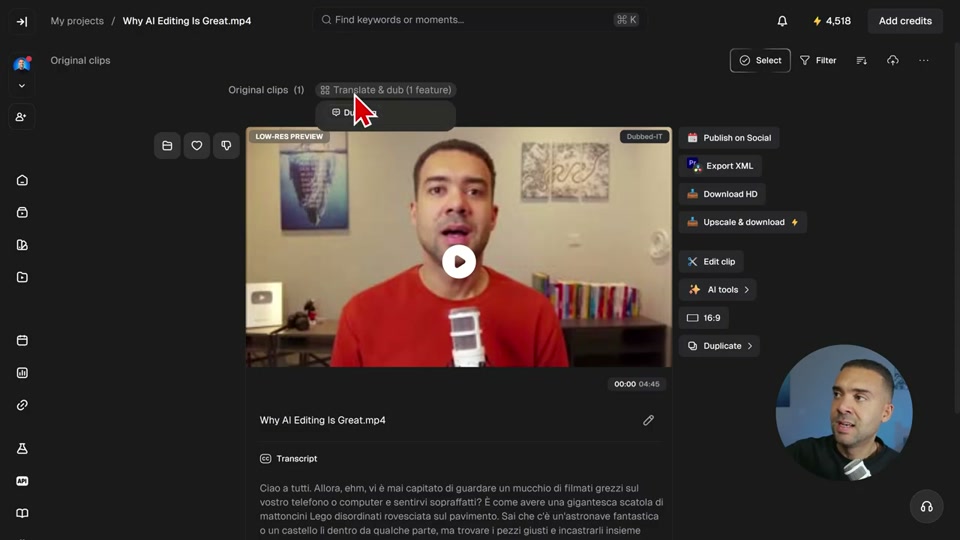 My projects / Why AI Editing Is Great.mp4
Find keywords or moments...
⌘ K
4,518
Add credits
Original clips
Select
Filter
Original clips (1)
Translate & dub (1 feature)
LOW-RES PREVIEW
Dubbed-IT
Publish on Social
Pr
Export XML
Download HD
Upscale & download
Edit clip
AI tools
16:9
Duplicate
00:00 04:45
Why AI Editing Is Great.mp4
CC Transcript
Ciao a tutti. Allora, ehm, vi è mai capitato di guardare un mucchio di filmati grezzi sul
vostro telefono o computer e sentirvi sopraffatti? È come avere una gigantesca scatola di
mattoncini Lego disordinati rovesciata sul pavimento. Sai che c'è un'astronave fantastica
o un castello lì dentro da qualche parte, ma trovare i pezzi giusti e incastrarli insieme
API